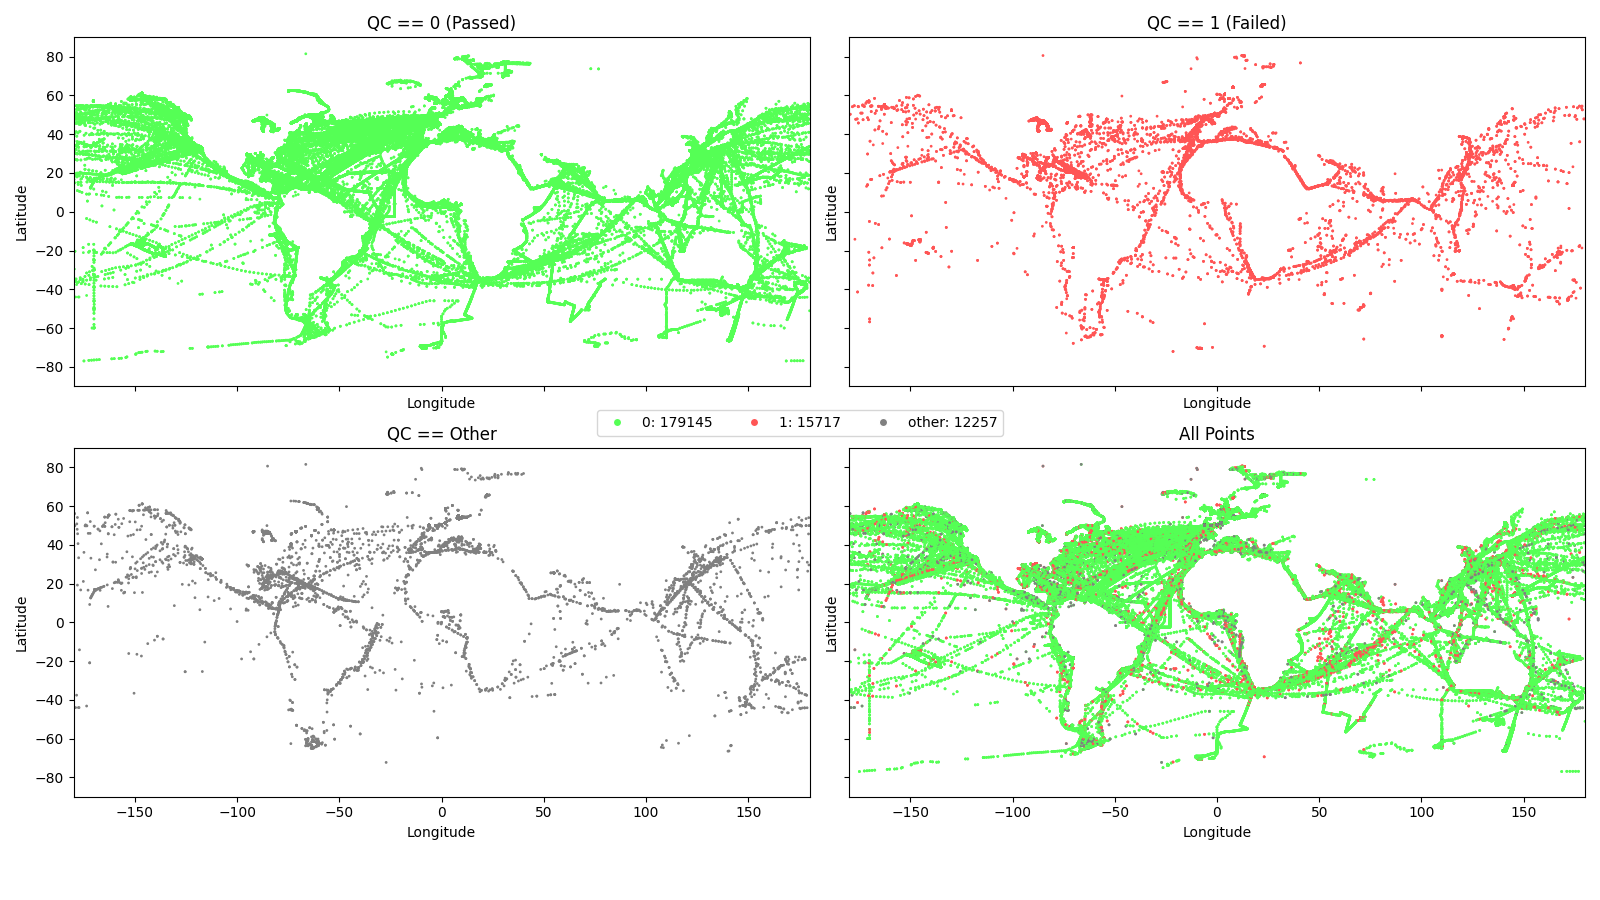 QC == 0 (Passed)
QC == 1 (Failed)
Latitude
80
60
40
20
0
−20
−40
−60
−80
Longitude
Latitude
Longitude
0: 179145
1: 15717
other: 12257
QC == Other
All Points
Latitude
80
60
40
20
0
−20
−40
−60
−80
−150
−100
−50
0
50
100
150
Longitude
Latitude
−150
−100
−50
0
50
100
150
Longitude